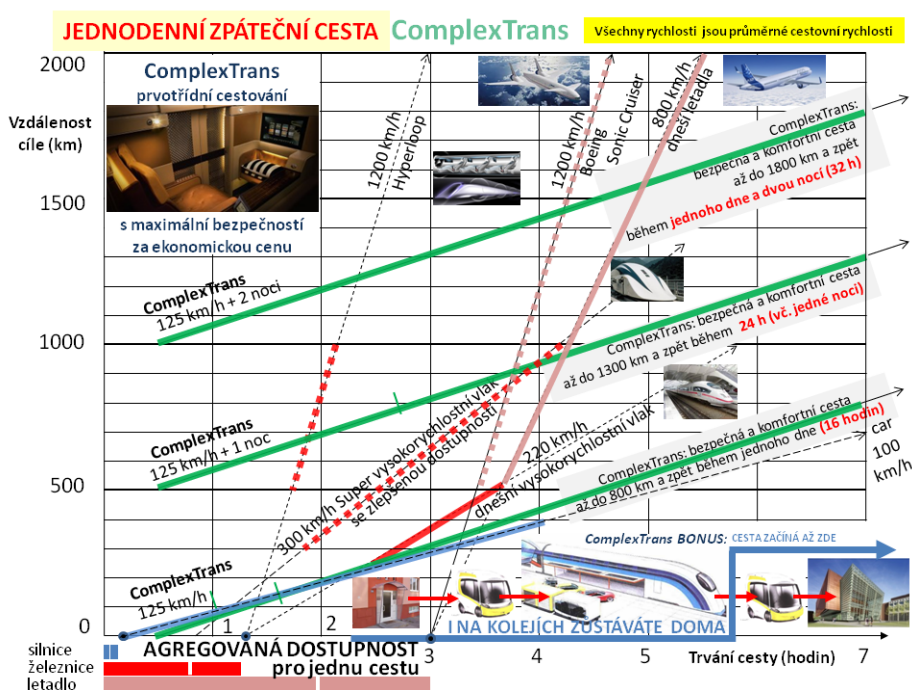 JEDNODENNÍ ZPÁTEČNÍ CESTA ComplexTrans
Všechny rychlosti jsou průměrné cestovní rychlosti
Vzdálenost
cíle (km)
2000
1500
1000
500
0
ComplexTrans
prvotřídní cestování
s maximální bezpečností
za ekonomickou cenu
1200 km/h
Hyperloop
1200 km/h
Boeing
Sonic Cruiser
800 km/h
dnešní letadla
ComplexTrans:
bezpečná a komfortní cesta
až do 1800 km a zpět
během jednoho dne a dvou nocí (32 h)
ComplexTrans
125 km/h + 2 noci
ComplexTrans: bezpečná a komfortní cesta
až do 1300 km a zpět během 24 h (vč. jedné noci)
ComplexTrans
125 km/h + 1 noc
300 km/h Super vysokorychlostní vlak
se zlepšenou dostupností
220 km/h
dnešní vysokorychlostní vlak
ComplexTrans: bezpečná a komfortní cesta
až do 800 km a zpět během jednoho dne (16 hodin)
car
100
km/h
ComplexTrans
125 km/h
ComplexTrans BONUS: CESTA ZAČÍNÁ AŽ ZDE
I NA KOLEJÍCH ZŮSTÁVÁTE DOMA
1
2
3
4
5
6
7
Trvání cesty (hodin)
AGREGOVANÁ DOSTUPNOST
pro jednu cestu
silnice
železnice
letadlo